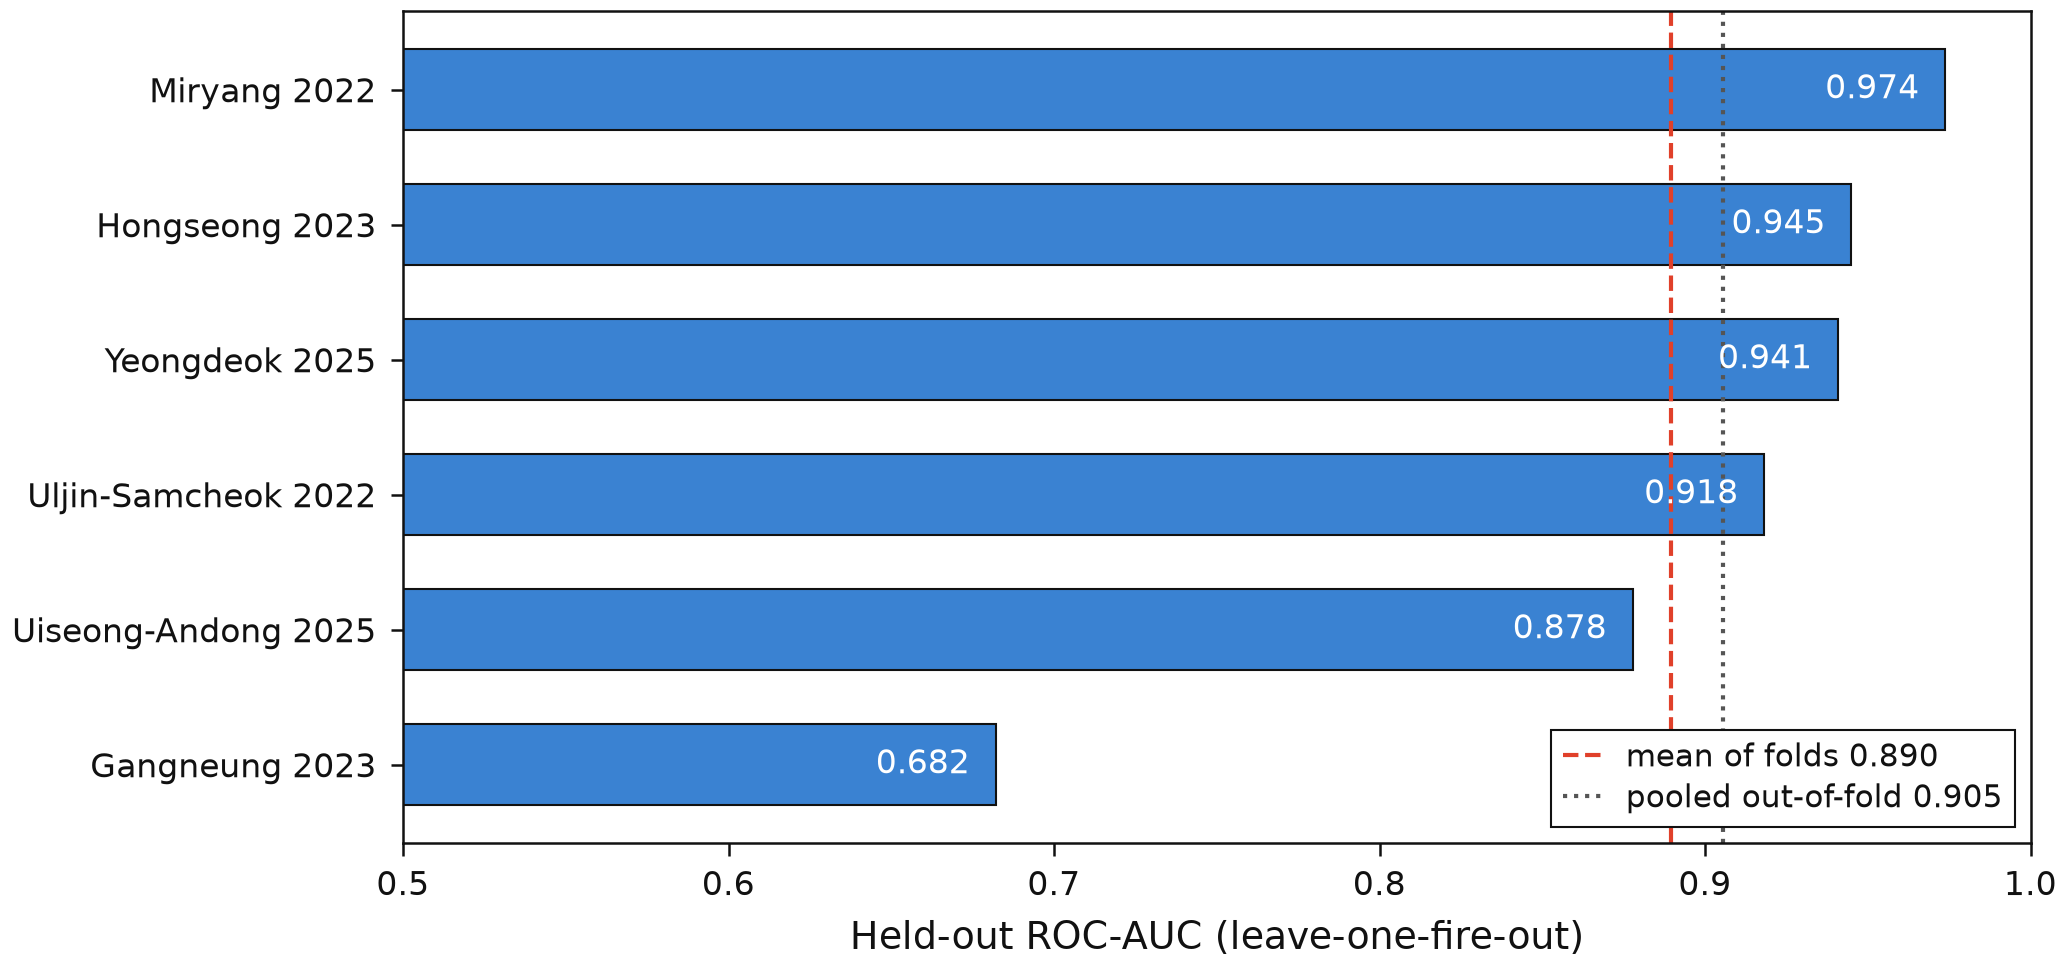 Miryang 2022
0.974
Hongseong 2023
0.945
Yeongdeok 2025
0.941
Uljin-Samcheok 2022
0.918
Uiseong-Andong 2025
0.878
Gangneung 2023
0.682
mean of folds 0.890
pooled out-of-fold 0.905
0.5 0.6 0.7 0.8 0.9 1.0
Held-out ROC-AUC (leave-one-fire-out)